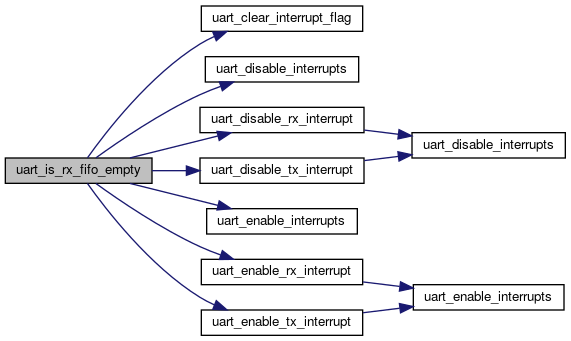 uart_clear_interrupt_flag
uart_disable_interrupts
uart_disable_rx_interrupt
uart_disable_interrupts
uart_is_rx_fifo_empty
uart_disable_tx_interrupt
uart_enable_interrupts
uart_enable_rx_interrupt
uart_enable_interrupts
uart_enable_tx_interrupt